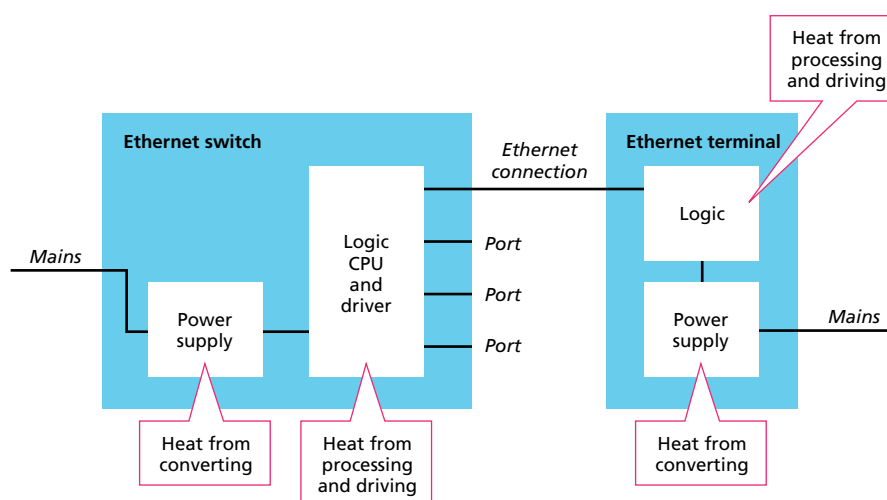 Heat from
processing
and driving
Ethernet switch
Ethernet
connection
Ethernet terminal
Logic
CPU
and
driver
Logic
Port
Port
Port
Mains
Power
supply
Power
supply
Mains
Heat from
converting
Heat from
processing
and driving
Heat from
converting